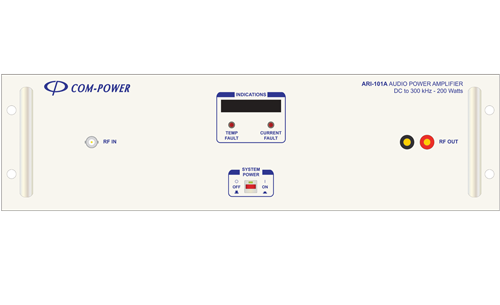 COM-POWER
ARI-101A AUDIO POWER AMPLIFIER
DC to 300 kHz - 200 Watts
INDICATIONS
TEMP FAULT
CURRENT FAULT
RF IN
RF OUT
SYSTEM
POWER
OFF
ON